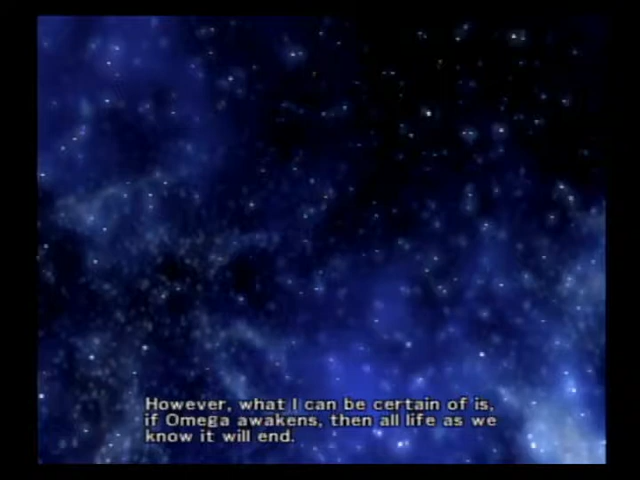 However, what I can be certain of is,
if Omega awakens, then all life as we
know it will end.